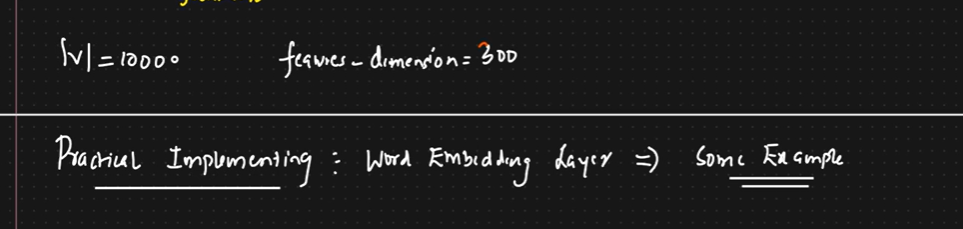 |V| = 10000 features - dimension = 300
Practical Implementing : Word Embedding Layer => Some Example